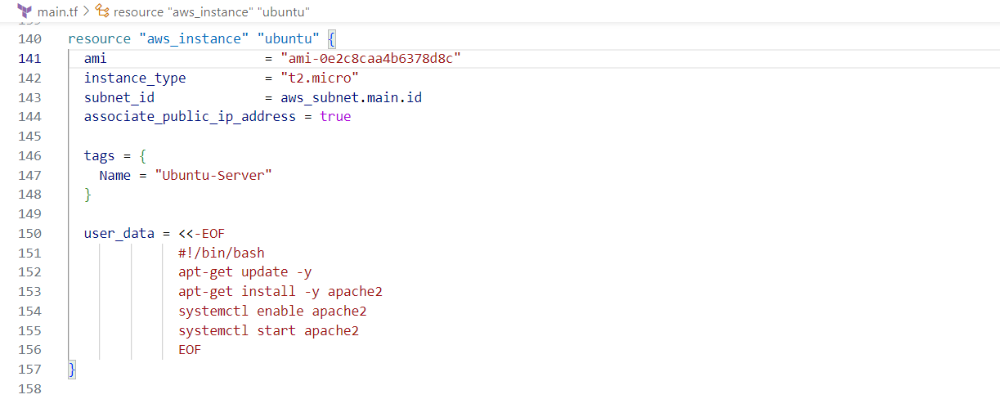 main.tf > resource "aws_instance" "ubuntu"
140 resource "aws_instance" "ubuntu" {
141   ami                         = "ami-0e2c8caa4b6378d8c"
142   instance_type               = "t2.micro"
143   subnet_id                   = aws_subnet.main.id
144   associate_public_ip_address = true
145
146   tags = {
147     Name = "Ubuntu-Server"
148   }
149
150   user_data = <<-EOF
151               #!/bin/bash
152               apt-get update -y
153               apt-get install -y apache2
154               systemctl enable apache2
155               systemctl start apache2
156               EOF
157 }
158